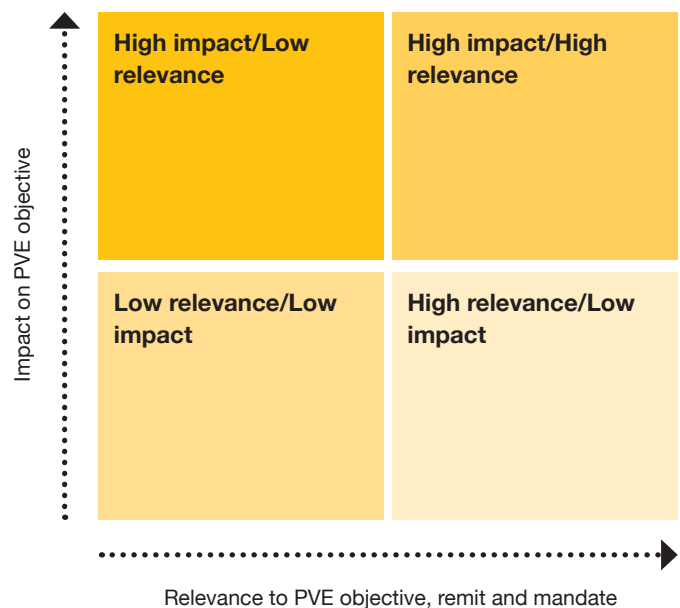 High impact/Low
relevance
High impact/High
relevance
Impact on PVE objective
Low relevance/Low
impact
High relevance/Low
impact
Relevance to PVE objective, remit and mandate